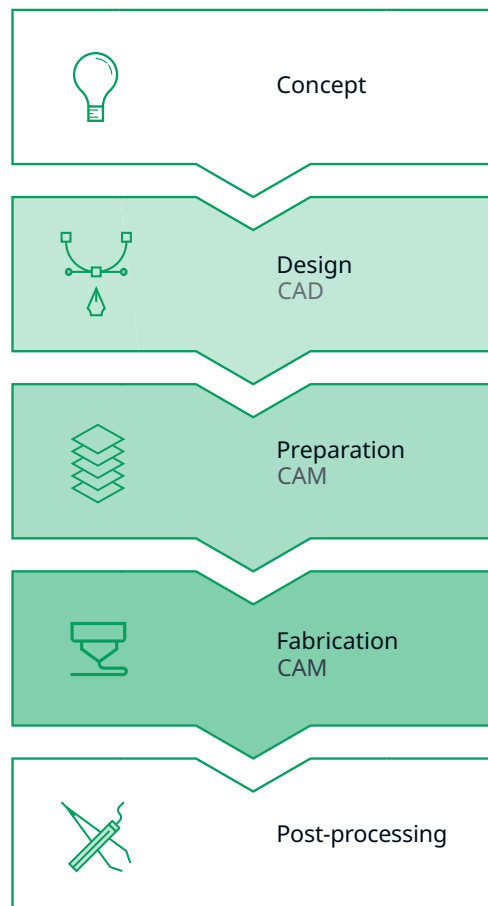 Concept
Design
CAD
Preparation
CAM
Fabrication
CAM
Post-processing